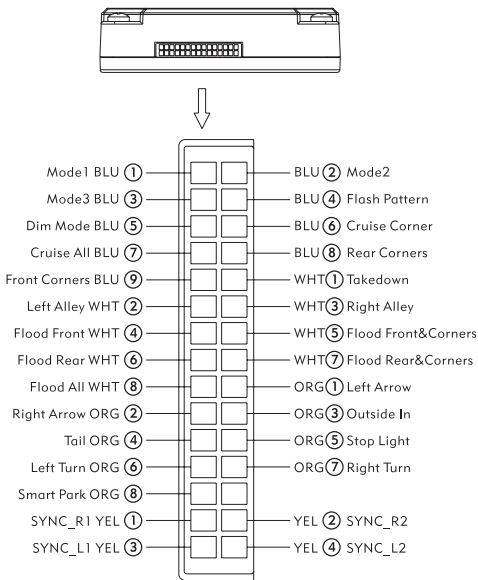 Mode1 BLU ① BLU ② Mode2
Mode3 BLU ③ BLU ④ Flash Pattern
Dim Mode BLU ⑤ BLU ⑥ Cruise Corner
Cruise All BLU ⑦ BLU ⑧ Rear Corners
Front Corners BLU ⑨ WHT ① Takedown
Left Alley WHT ② WHT ③ Right Alley
Flood Front WHT ④ WHT ⑤ Flood Front&Corners
Flood Rear WHT ⑥ WHT ⑦ Flood Rear&Corners
Flood All WHT ⑧ ORG ① Left Arrow
Right Arrow ORG ② ORG ③ Outside In
Tail ORG ④ ORG ⑤ Stop Light
Left Turn ORG ⑥ ORG ⑦ Right Turn
Smart Park ORG ⑧
SYNC_R1 YEL ① YEL ② SYNC_R2
SYNC_L1 YEL ③ YEL ④ SYNC_L2